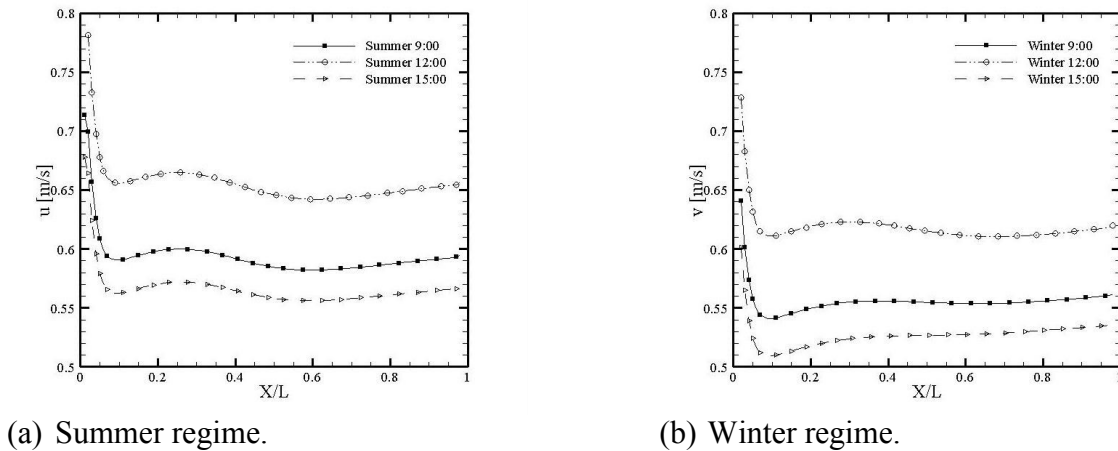 0.8
0.75
0.7
0.65
0.6
0.55
0.5
u [m/s]
Summer 9:00
Summer 12:00
Summer 15:00
0
0.2
0.4
0.6
0.8
1
X/L
(a) Summer regime.
0.8
0.75
0.7
0.65
0.6
0.55
0.5
v [m/s]
Winter 9:00
Winter 12:00
Winter 15:00
0
0.2
0.4
0.6
0.8
1
X/L
(b) Winter regime.